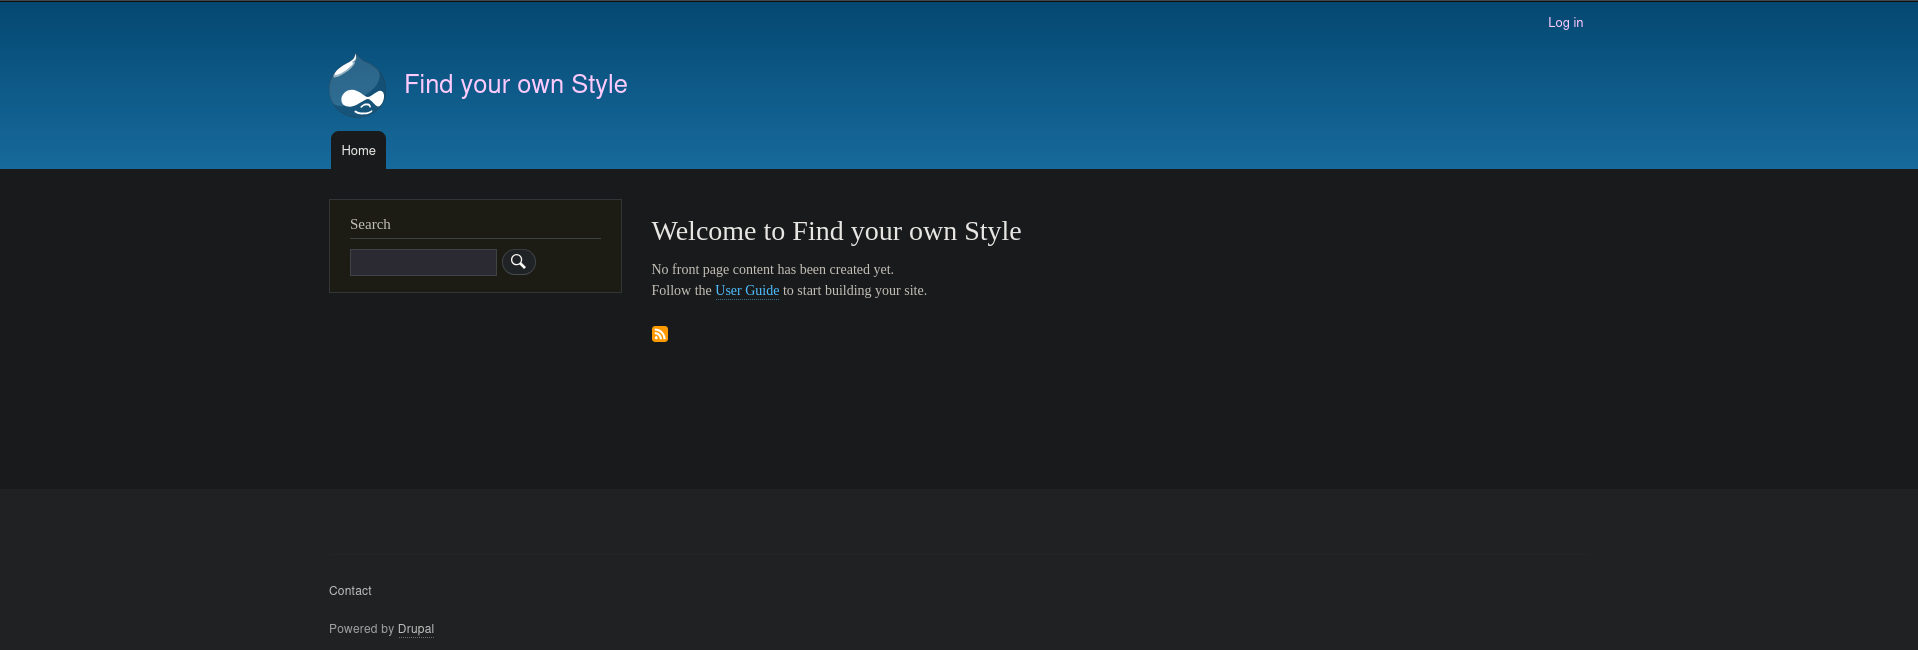 Log in
Find your own Style
Home
Search
Welcome to Find your own Style
No front page content has been created yet.
Follow the User Guide to start building your site.
Contact
Powered by Drupal